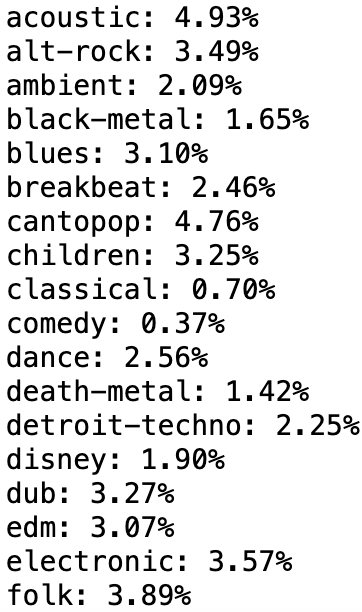 acoustic: 4.93%
alt-rock: 3.49%
ambient: 2.09%
black-metal: 1.65%
blues: 3.10%
breakbeat: 2.46%
cantopop: 4.76%
children: 3.25%
classical: 0.70%
comedy: 0.37%
dance: 2.56%
death-metal: 1.42%
detroit-techno: 2.25%
disney: 1.90%
dub: 3.27%
edm: 3.07%
electronic: 3.57%
folk: 3.89%